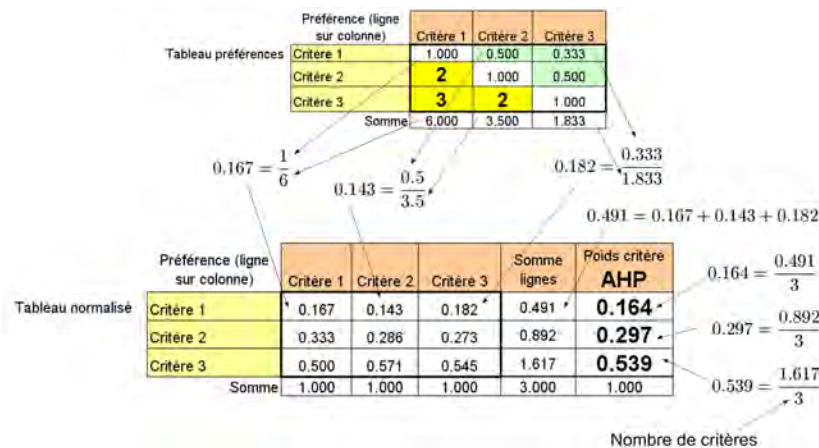 Préférence (ligne sur colonne) Critère 1 Critère 2 Critère 3
Tableau préférences Critère 1 1.000 0.500 0.333
Critère 2 2 1.000 0.500
Critère 3 3 2 1.000
Somme 6.000 3.500 1.833
0.167 = 1/6
0.143 = 0.5/3.5
0.182 = 0.333/1.833
0.491 = 0.167 + 0.143 + 0.182
Préférence (ligne sur colonne) Critère 1 Critère 2 Critère 3 Somme lignes Poids critère AHP
0.164 = 0.491/3
Tableau normalisé Critère 1 0.167 0.143 0.182 0.491 0.164
Critère 2 0.333 0.286 0.273 0.892 0.297
0.297 = 0.892/3
Critère 3 0.500 0.571 0.545 1.617 0.539
Somme 1.000 1.000 1.000 3.000 1.000
0.539 = 1.617/3
Nombre de critères